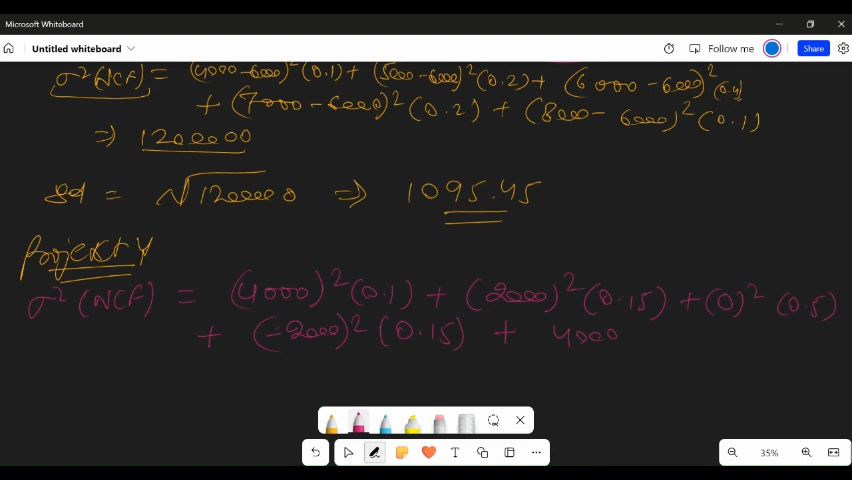 Microsoft Whiteboard
Untitled whiteboard
Follow me
Share
σ²(NCF) = (4000-6000)²(0.1) + (5000-6000)²(0.2) + (6000-6000)²(0.4)
+ (7000-6000)²(0.2) + (8000-6000)²(0.1)
⇒ 1200000
sd = √1200000 ⇒ 1095.45
Project Y
σ²(NCF) = (4000)²(0.1) + (2000)²(0.15) + (0)²(0.5)
+ (-2000)²(0.15) + 4000
35%